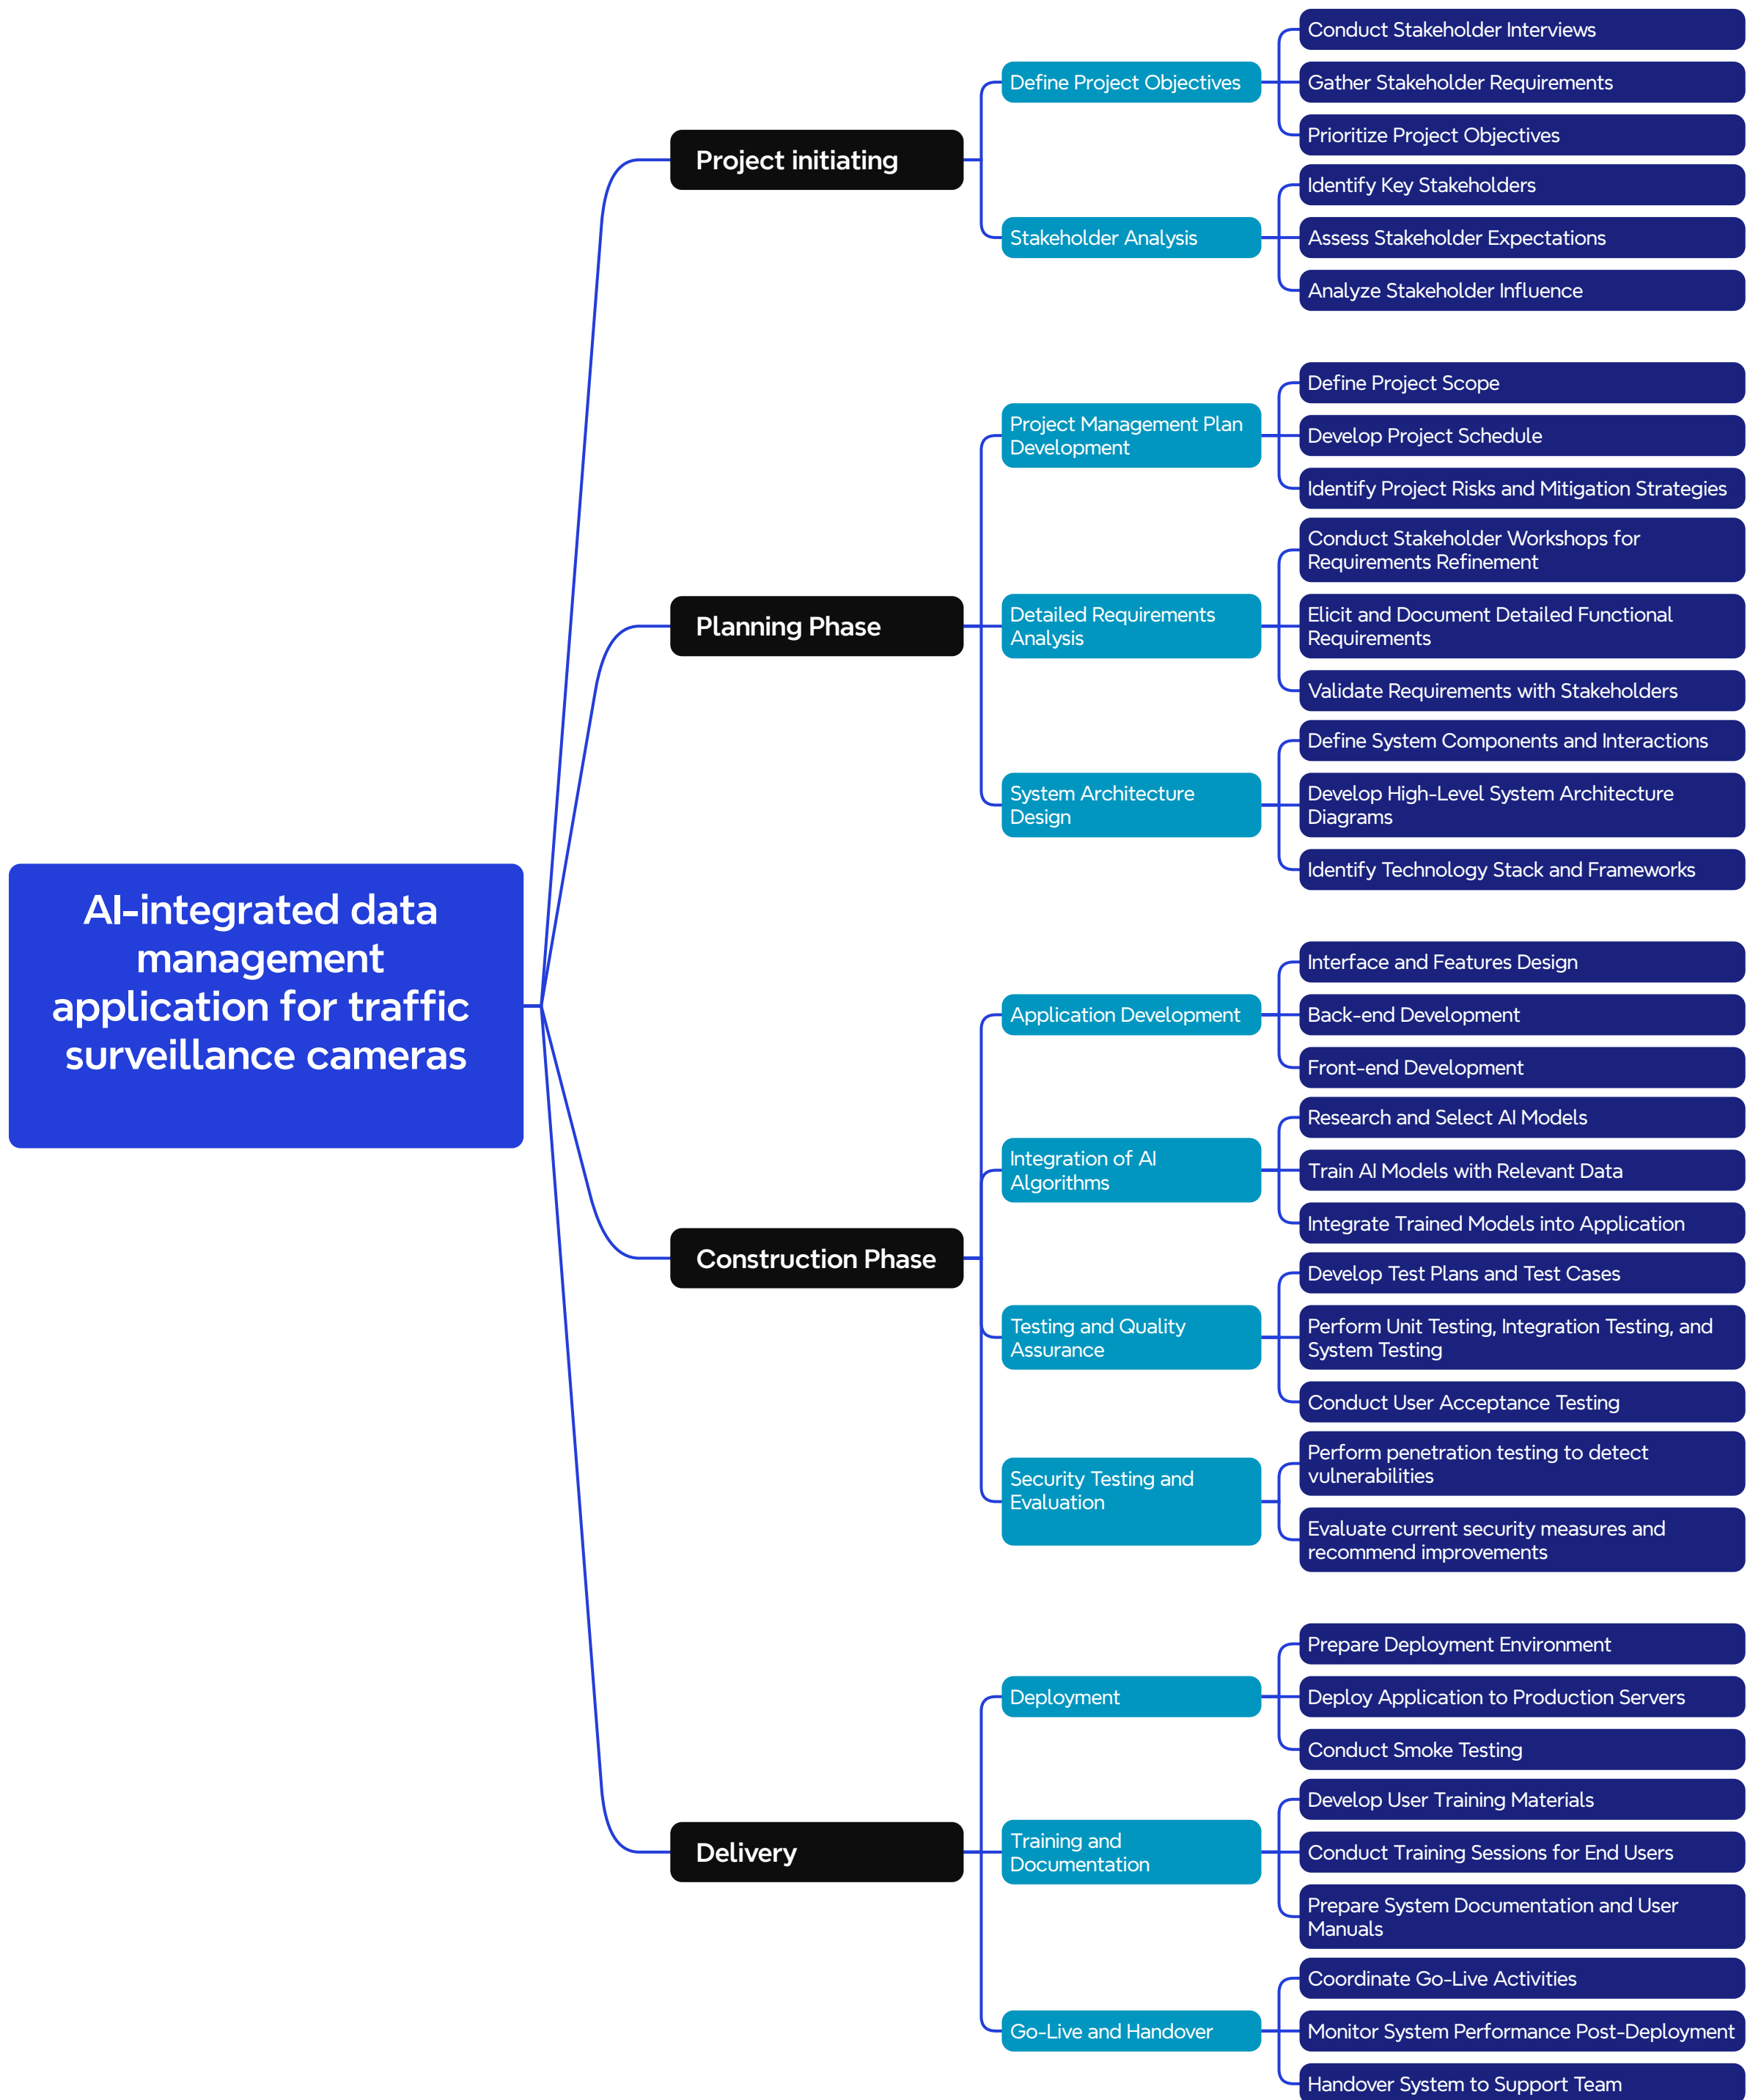 AI-integrated data
management
application for traffic
surveillance cameras
Project initiating
Define Project Objectives
Conduct Stakeholder Interviews
Gather Stakeholder Requirements
Prioritize Project Objectives
Stakeholder Analysis
Identify Key Stakeholders
Assess Stakeholder Expectations
Analyze Stakeholder Influence
Planning Phase
Project Management Plan
Development
Define Project Scope
Develop Project Schedule
Identify Project Risks and Mitigation Strategies
Detailed Requirements
Analysis
Conduct Stakeholder Workshops for
Requirements Refinement
Elicit and Document Detailed Functional
Requirements
Validate Requirements with Stakeholders
System Architecture
Design
Define System Components and Interactions
Develop High-Level System Architecture
Diagrams
Identify Technology Stack and Frameworks
Construction Phase
Application Development
Interface and Features Design
Back-end Development
Front-end Development
Integration of AI
Algorithms
Research and Select AI Models
Train AI Models with Relevant Data
Integrate Trained Models into Application
Testing and Quality
Assurance
Develop Test Plans and Test Cases
Perform Unit Testing, Integration Testing, and
System Testing
Conduct User Acceptance Testing
Security Testing and
Evaluation
Perform penetration testing to detect
vulnerabilities
Evaluate current security measures and
recommend improvements
Delivery
Deployment
Prepare Deployment Environment
Deploy Application to Production Servers
Conduct Smoke Testing
Training and
Documentation
Develop User Training Materials
Conduct Training Sessions for End Users
Prepare System Documentation and User
Manuals
Go-Live and Handover
Coordinate Go-Live Activities
Monitor System Performance Post-Deployment
Handover System to Support Team